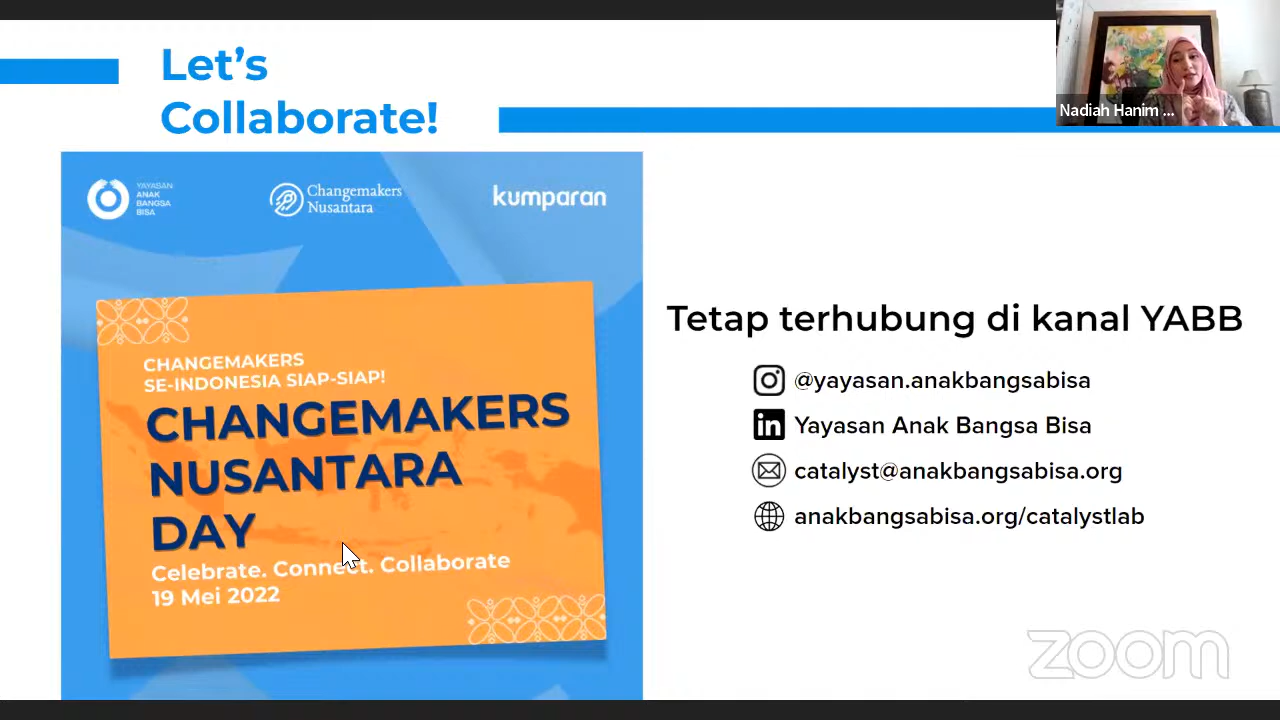 Let's
Collaborate!
Nadiah Hanim ...
YAYASAN
ANAK
BANGSA
BISA
Changemakers
Nusantara
kumparan
CHANGEMAKERS
SE-INDONESIA SIAP-SIAP!
CHANGEMAKERS
NUSANTARA
DAY
Celebrate. Connect. Collaborate
19 Mei 2022
Tetap terhubung di kanal YABB
@yayasan.anakbangsabisa
in Yayasan Anak Bangsa Bisa
catalyst@anakbangsabisa.org
anakbangsabisa.org/catalystlab
zoom